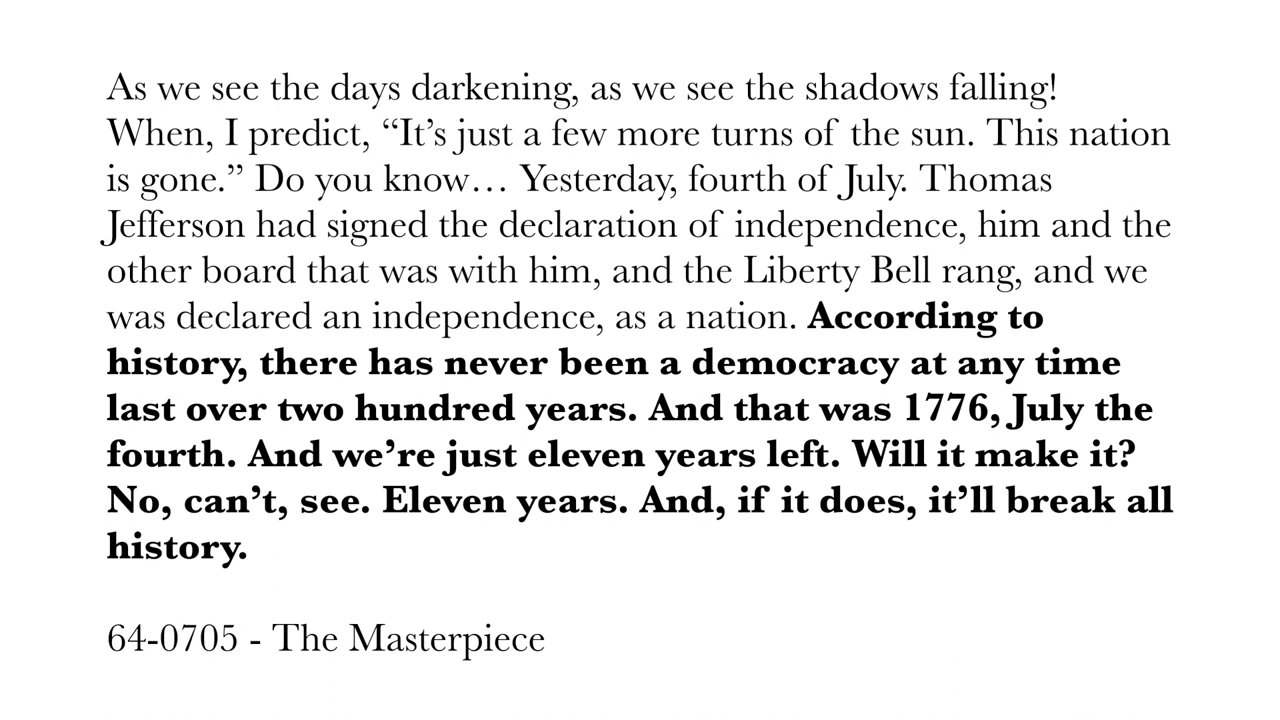 As we see the days darkening, as we see the shadows falling!
When, I predict, “It’s just a few more turns of the sun. This nation
is gone.” Do you know… Yesterday, fourth of July. Thomas
Jefferson had signed the declaration of independence, him and the
other board that was with him, and the Liberty Bell rang, and we
was declared an independence, as a nation. According to
history, there has never been a democracy at any time
last over two hundred years. And that was 1776, July the
fourth. And we’re just eleven years left. Will it make it?
No, can’t, see. Eleven years. And, if it does, it’ll break all
history.
64-0705 - The Masterpiece